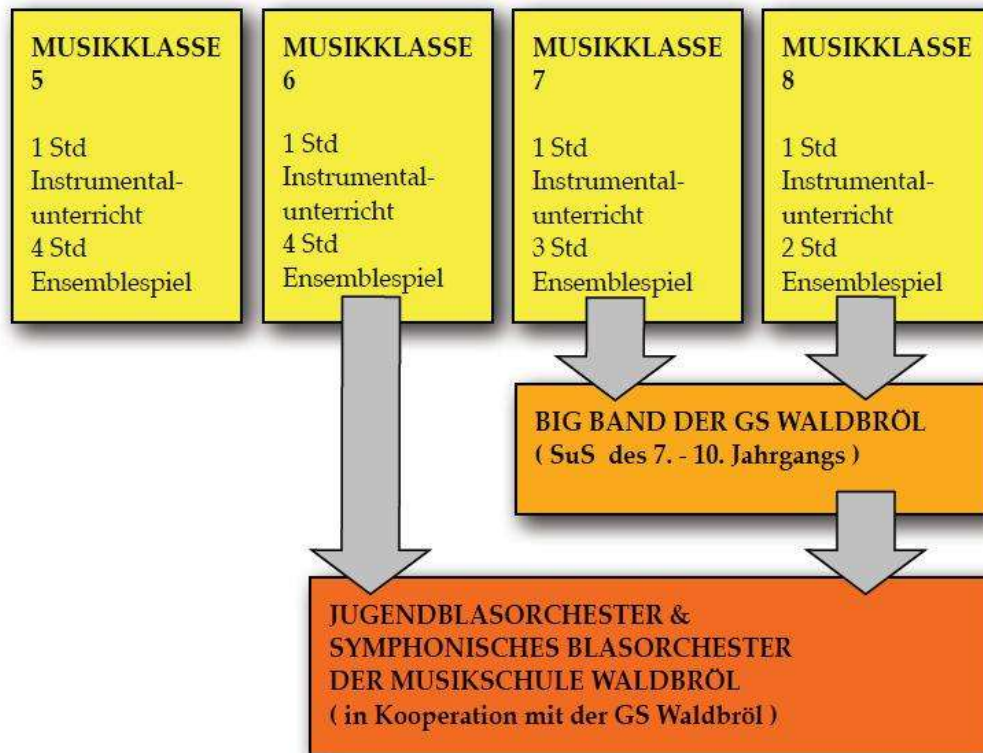 MUSIKKLASSE
5
1 Std
Instrumental-
unterricht
4 Std
Ensemblespiel
MUSIKKLASSE
6
1 Std
Instrumental-
unterricht
4 Std
Ensemblespiel
MUSIKKLASSE
7
1 Std
Instrumental-
unterricht
3 Std
Ensemblespiel
MUSIKKLASSE
8
1 Std
Instrumental-
unterricht
2 Std
Ensemblespiel
BIG BAND DER GS WALDBRÖL
( SuS des 7. - 10. Jahrgangs )
JUGENDBLASORCHESTER &
SYMPHONISCHES BLASORCHESTER
DER MUSIKSCHULE WALDBRÖL
( in Kooperation mit der GS Waldbröl )